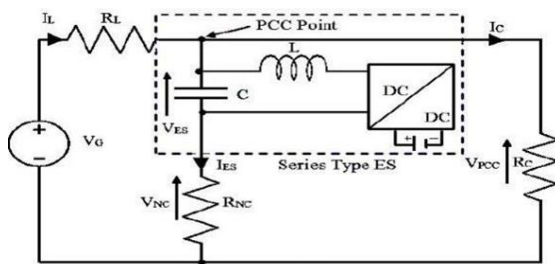 IL
RL
PCC Point
IC
L
DC
DC
C
VES
+
-
+ -
VG
IES
Series Type ES
VPCC
RC
VNC
RNC